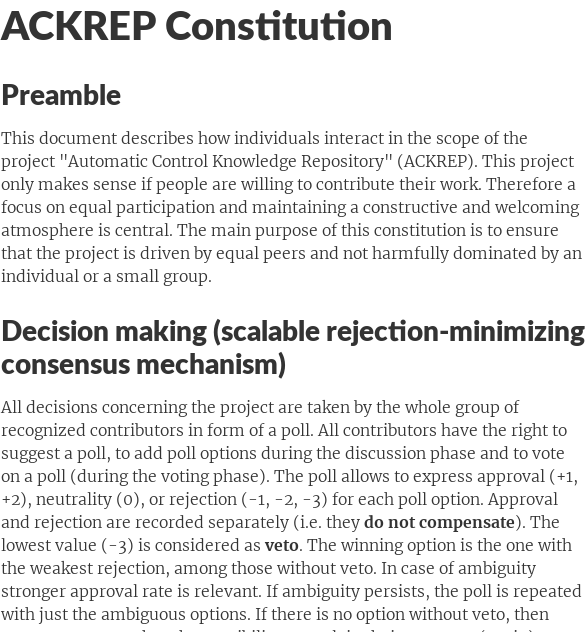 ACKREP Constitution
Preamble
This document describes how individuals interact in the scope of the
project "Automatic Control Knowledge Repository" (ACKREP). This project
only makes sense if people are willing to contribute their work. Therefore a
focus on equal participation and maintaining a constructive and welcoming
atmosphere is central. The main purpose of this constitution is to ensure
that the project is driven by equal peers and not harmfully dominated by an
individual or a small group.
Decision making (scalable rejection-minimizing
consensus mechanism)
All decisions concerning the project are taken by the whole group of
recognized contributors in form of a poll. All contributors have the right to
suggest a poll, to add poll options during the discussion phase and to vote
on a poll (during the voting phase). The poll allows to express approval (+1,
+2), neutrality (0), or rejection (-1, -2, -3) for each poll option. Approval
and rejection are recorded separately (i.e. they do not compensate). The
lowest value (-3) is considered as veto. The winning option is the one with
the weakest rejection, among those without veto. In case of ambiguity
stronger approval rate is relevant. If ambiguity persists, the poll is repeated
with just the ambiguous options. If there is no option without veto, then